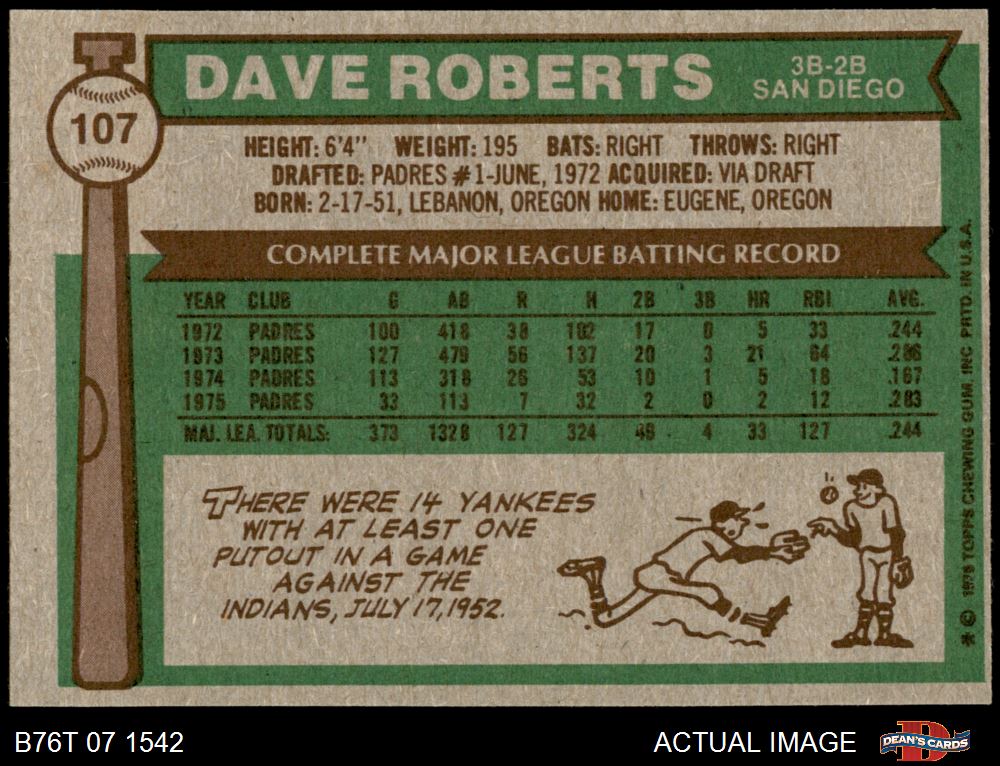 107
DAVE ROBERTS
3B-2B
SAN DIEGO
HEIGHT: 6'4" WEIGHT: 195 BATS: RIGHT THROWS: RIGHT
DRAFTED: PADRES #1-JUNE, 1972 ACQUIRED: VIA DRAFT
BORN: 2-17-51, LEBANON, OREGON HOME: EUGENE, OREGON
COMPLETE MAJOR LEAGUE BATTING RECORD
YEAR CLUB G AB R H 2B 3B HR RBI AVG.
1972 PADRES 100 418 38 102 17 0 5 33 .244
1973 PADRES 127 479 56 137 20 3 21 64 .286
1974 PADRES 113 318 26 53 10 1 5 18 .167
1975 PADRES 33 113 7 32 2 0 2 12 .283
MAJ. LEA. TOTALS: 373 1328 127 324 49 4 33 127 .244
THERE WERE 14 YANKEES
WITH AT LEAST ONE
PUTOUT IN A GAME
AGAINST THE
INDIANS, JULY 17, 1952.
* © 1976 TOPPS CHEWING GUM, INC PRTD. IN U.S.A.
B76T 07 1542
ACTUAL IMAGE
DEAN'S CARDS